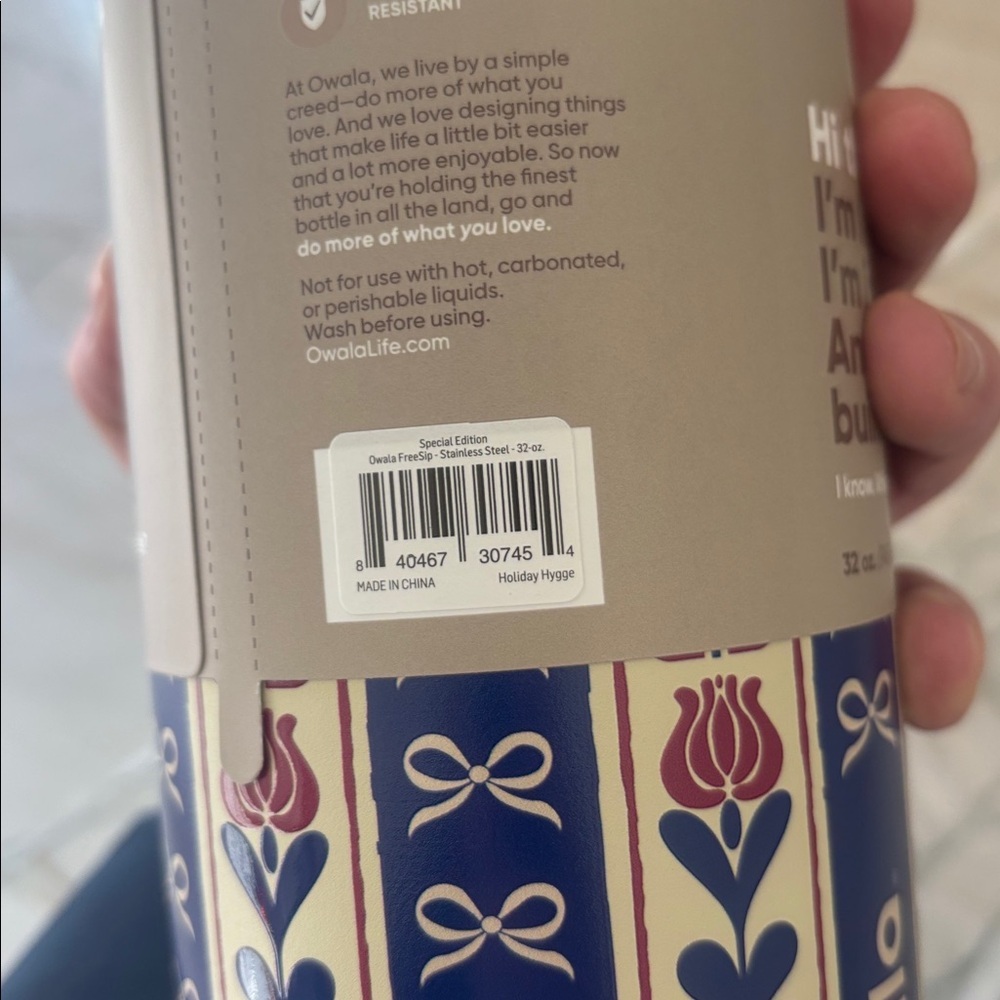 RESISTANT
At Owala, we live by a simple
creed—do more of what you
love. And we love designing things
that make life a little bit easier
and a lot more enjoyable. So now
that you're holding the finest
bottle in all the land, go and
do more of what you love.
Not for use with hot, carbonated,
or perishable liquids.
Wash before using.
OwalaLife.com
Special Edition
Owala FreeSip - Stainless Steel - 32-oz.
8 40467 30745 4
MADE IN CHINA
Holiday Hygge
Hi
I'm
I'm
I know
32 oz.